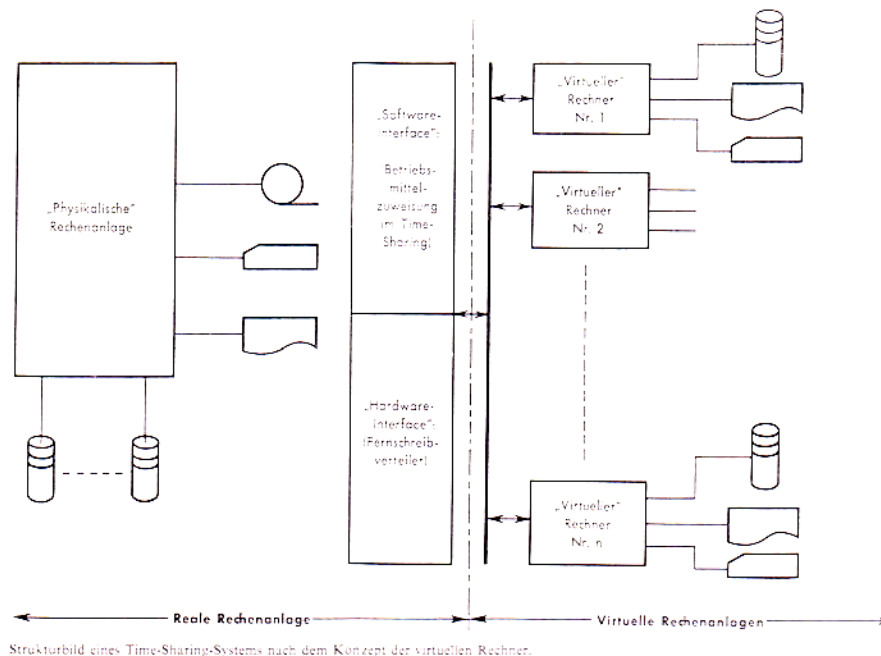 „Physikalische"
Rechenanlage
„Software-
interface":
Betriebs-
mittel-
zuweisung
im Time-
Sharing)
„Hardware-
interface":
(Fernschreib-
verteiler)
„Virtueller"
Rechner
Nr. 1
„Virtueller"
Rechner
Nr. 2
„Virtueller"
Rechner
Nr. n
Reale Rechenanlage
Virtuelle Rechenanlagen
Strukturbild eines Time-Sharing-Systems nach dem Konzept der virtuellen Rechner.